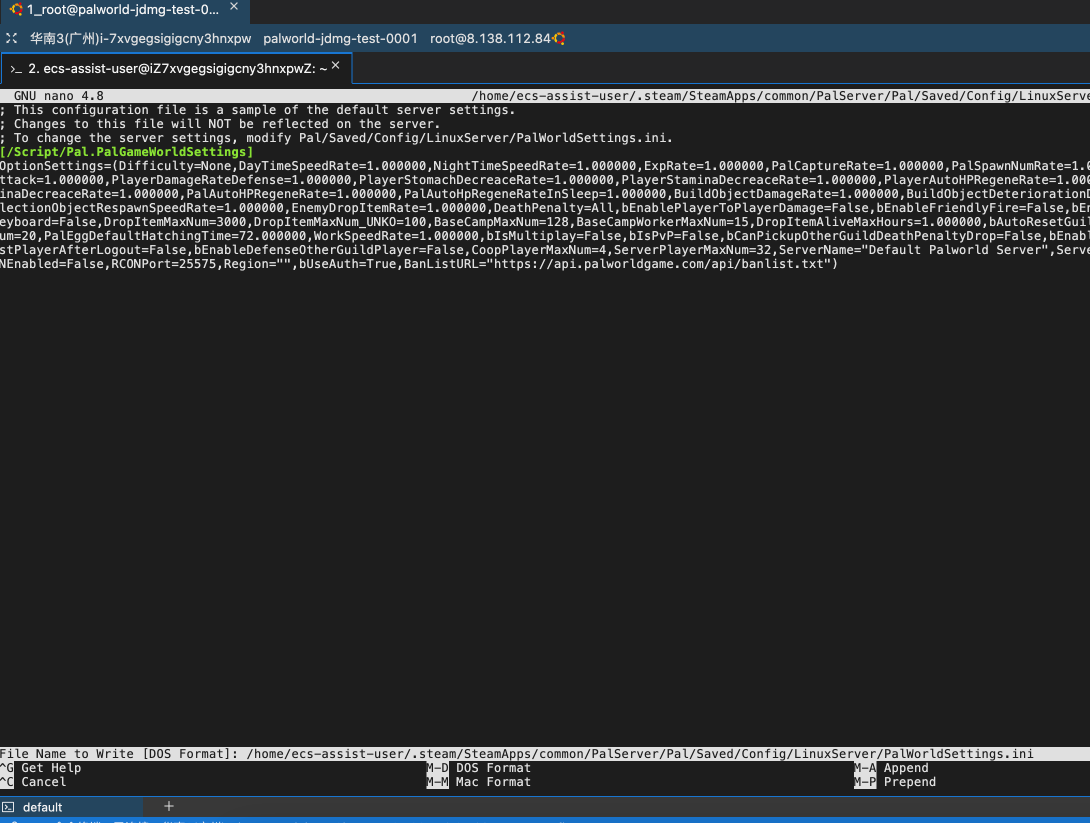 1_root@palworld-jdmg-test-0... ×
华南3(广州)i-7xvgegsigigcny3hnxpw palworld-jdmg-test-0001 root@8.138.112.84
>_ 2. ecs-assist-user@iZ7xvgegsigigcny3hnxpwZ: ~ ×
GNU nano 4.8 /home/ecs-assist-user/.steam/SteamApps/common/PalServer/Pal/Saved/Config/LinuxServe
; This configuration file is a sample of the default server settings.
; Changes to this file will NOT be reflected on the server.
; To change the server settings, modify Pal/Saved/Config/LinuxServer/PalWorldSettings.ini.
[/Script/Pal.PalGameWorldSettings]
OptionSettings=(Difficulty=None,DayTimeSpeedRate=1.000000,NightTimeSpeedRate=1.000000,ExpRate=1.000000,PalCaptureRate=1.000000,PalSpawnNumRate=1.0
ttack=1.000000,PlayerDamageRateDefense=1.000000,PlayerStomachDecreaceRate=1.000000,PlayerStaminaDecreaceRate=1.000000,PlayerAutoHPRegeneRate=1.00
inaDecreaceRate=1.000000,PalAutoHPRegeneRate=1.000000,PalAutoHpRegeneRateInSleep=1.000000,BuildObjectDamageRate=1.000000,BuildObjectDeteriorationD
lectionObjectRespawnSpeedRate=1.000000,EnemyDropItemRate=1.000000,DeathPenalty=All,bEnablePlayerToPlayerDamage=False,bEnableFriendlyFire=False,bEn
eyboard=False,DropItemMaxNum=3000,DropItemMaxNum_UNKO=100,BaseCampMaxNum=128,BaseCampWorkerMaxNum=15,DropItemAliveMaxHours=1.000000,bAutoResetGuil
um=20,PalEggDefaultHatchingTime=72.000000,WorkSpeedRate=1.000000,bIsMultiplay=False,bIsPvP=False,bCanPickupOtherGuildDeathPenaltyDrop=False,bEnabl
stPlayerAfterLogout=False,bEnableDefenseOtherGuildPlayer=False,CoopPlayerMaxNum=4,ServerPlayerMaxNum=32,ServerName="Default Palworld Server",Serve
NEnabled=False,RCONPort=25575,Region="",bUseAuth=True,BanListURL="https://api.palworldgame.com/api/banlist.txt")
File Name to Write [DOS Format]: /home/ecs-assist-user/.steam/SteamApps/common/PalServer/Pal/Saved/Config/LinuxServer/PalWorldSettings.ini
^G Get Help M-D DOS Format M-A Append
^C Cancel M-M Mac Format M-P Prepend
default +